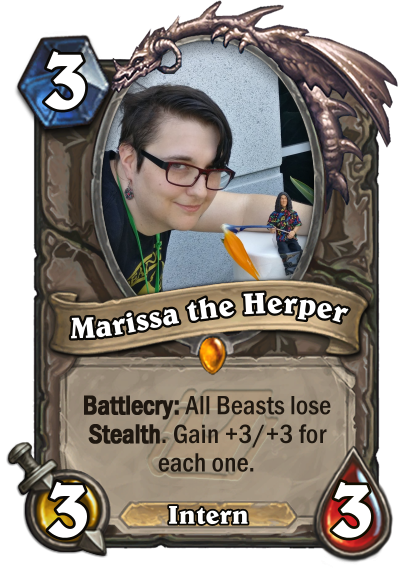 3
Marissa the Herper
Battlecry: All Beasts lose
Stealth. Gain +3/+3 for
each one.
3
Intern
3